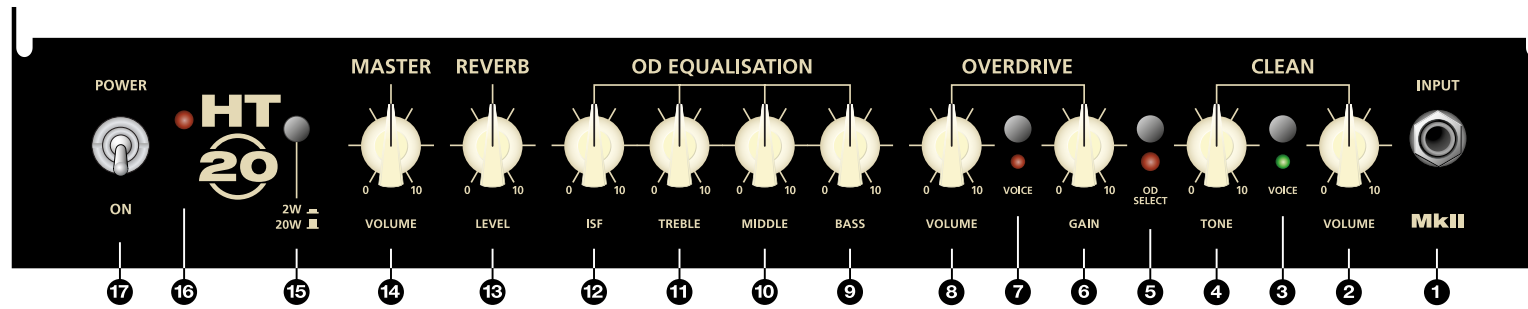 MASTER REVERB OD EQUALISATION OVERDRIVE CLEAN
POWER INPUT
HT
20
0 10 0 10 0 10 0 10 0 10 0 10 0 10 0 10 0 10 0 10
VOICE OD SELECT VOICE
ON
2W
20W
VOLUME LEVEL ISF TREBLE MIDDLE BASS VOLUME GAIN TONE VOLUME MkII
17 16 15 14 13 12 11 10 9 8 7 6 5 4 3 2 1